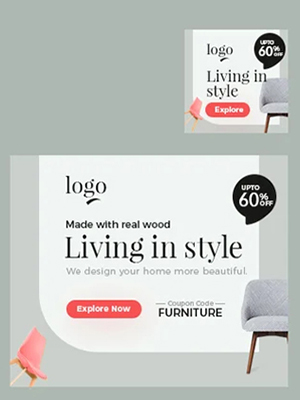 logo
UPTO
60%
OFF
Living in
style
Explore
logo
UPTO
60%
OFF
Made with real wood
Living in style
We design your home more beautiful.
Explore Now
Coupon Code
FURNITURE